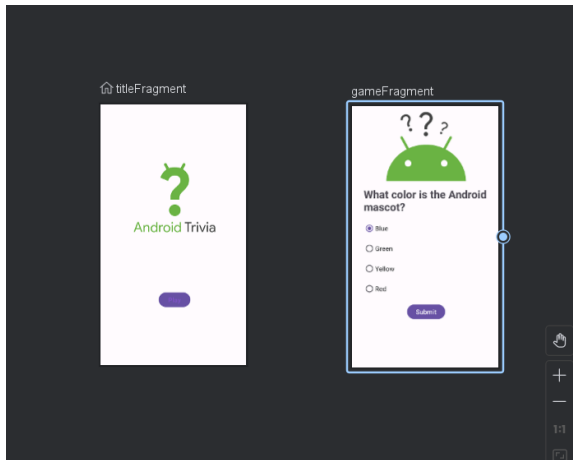 titleFragment
gameFragment
Android Trivia
What color is the Android
mascot?
Blue
Green
Yellow
Red
Submit
1:1